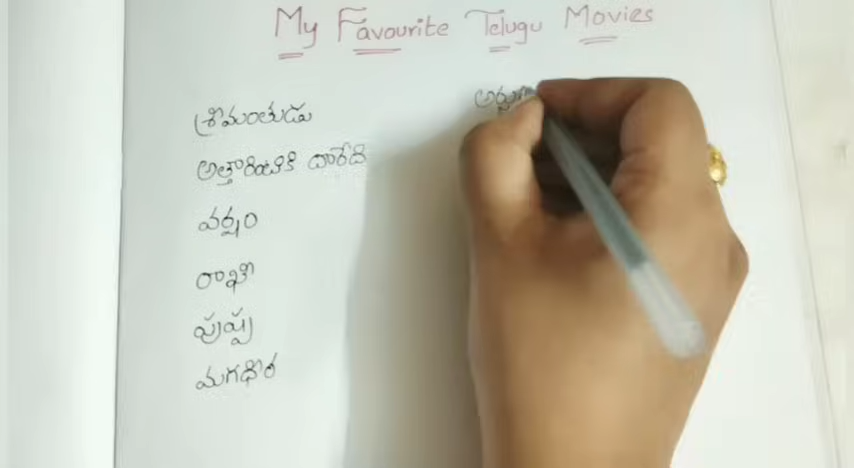 My Favourite Telugu Movies
శ్రీమంతుడు
అత్తారింటికి దారేది
వర్షం
రాఖీ
పుష్ప
మగధీర